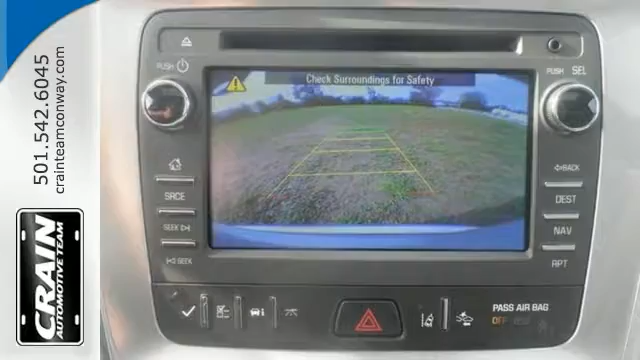 501.542.6045
crainteamconway.com
CRAIN
AUTOMOTIVE TEAM
PUSH
PUSH SEL
Check Surroundings for Safety
BACK
SRCE
DEST
SEEK
NAV
SEEK
RPT
PASS AIR BAG
OFF